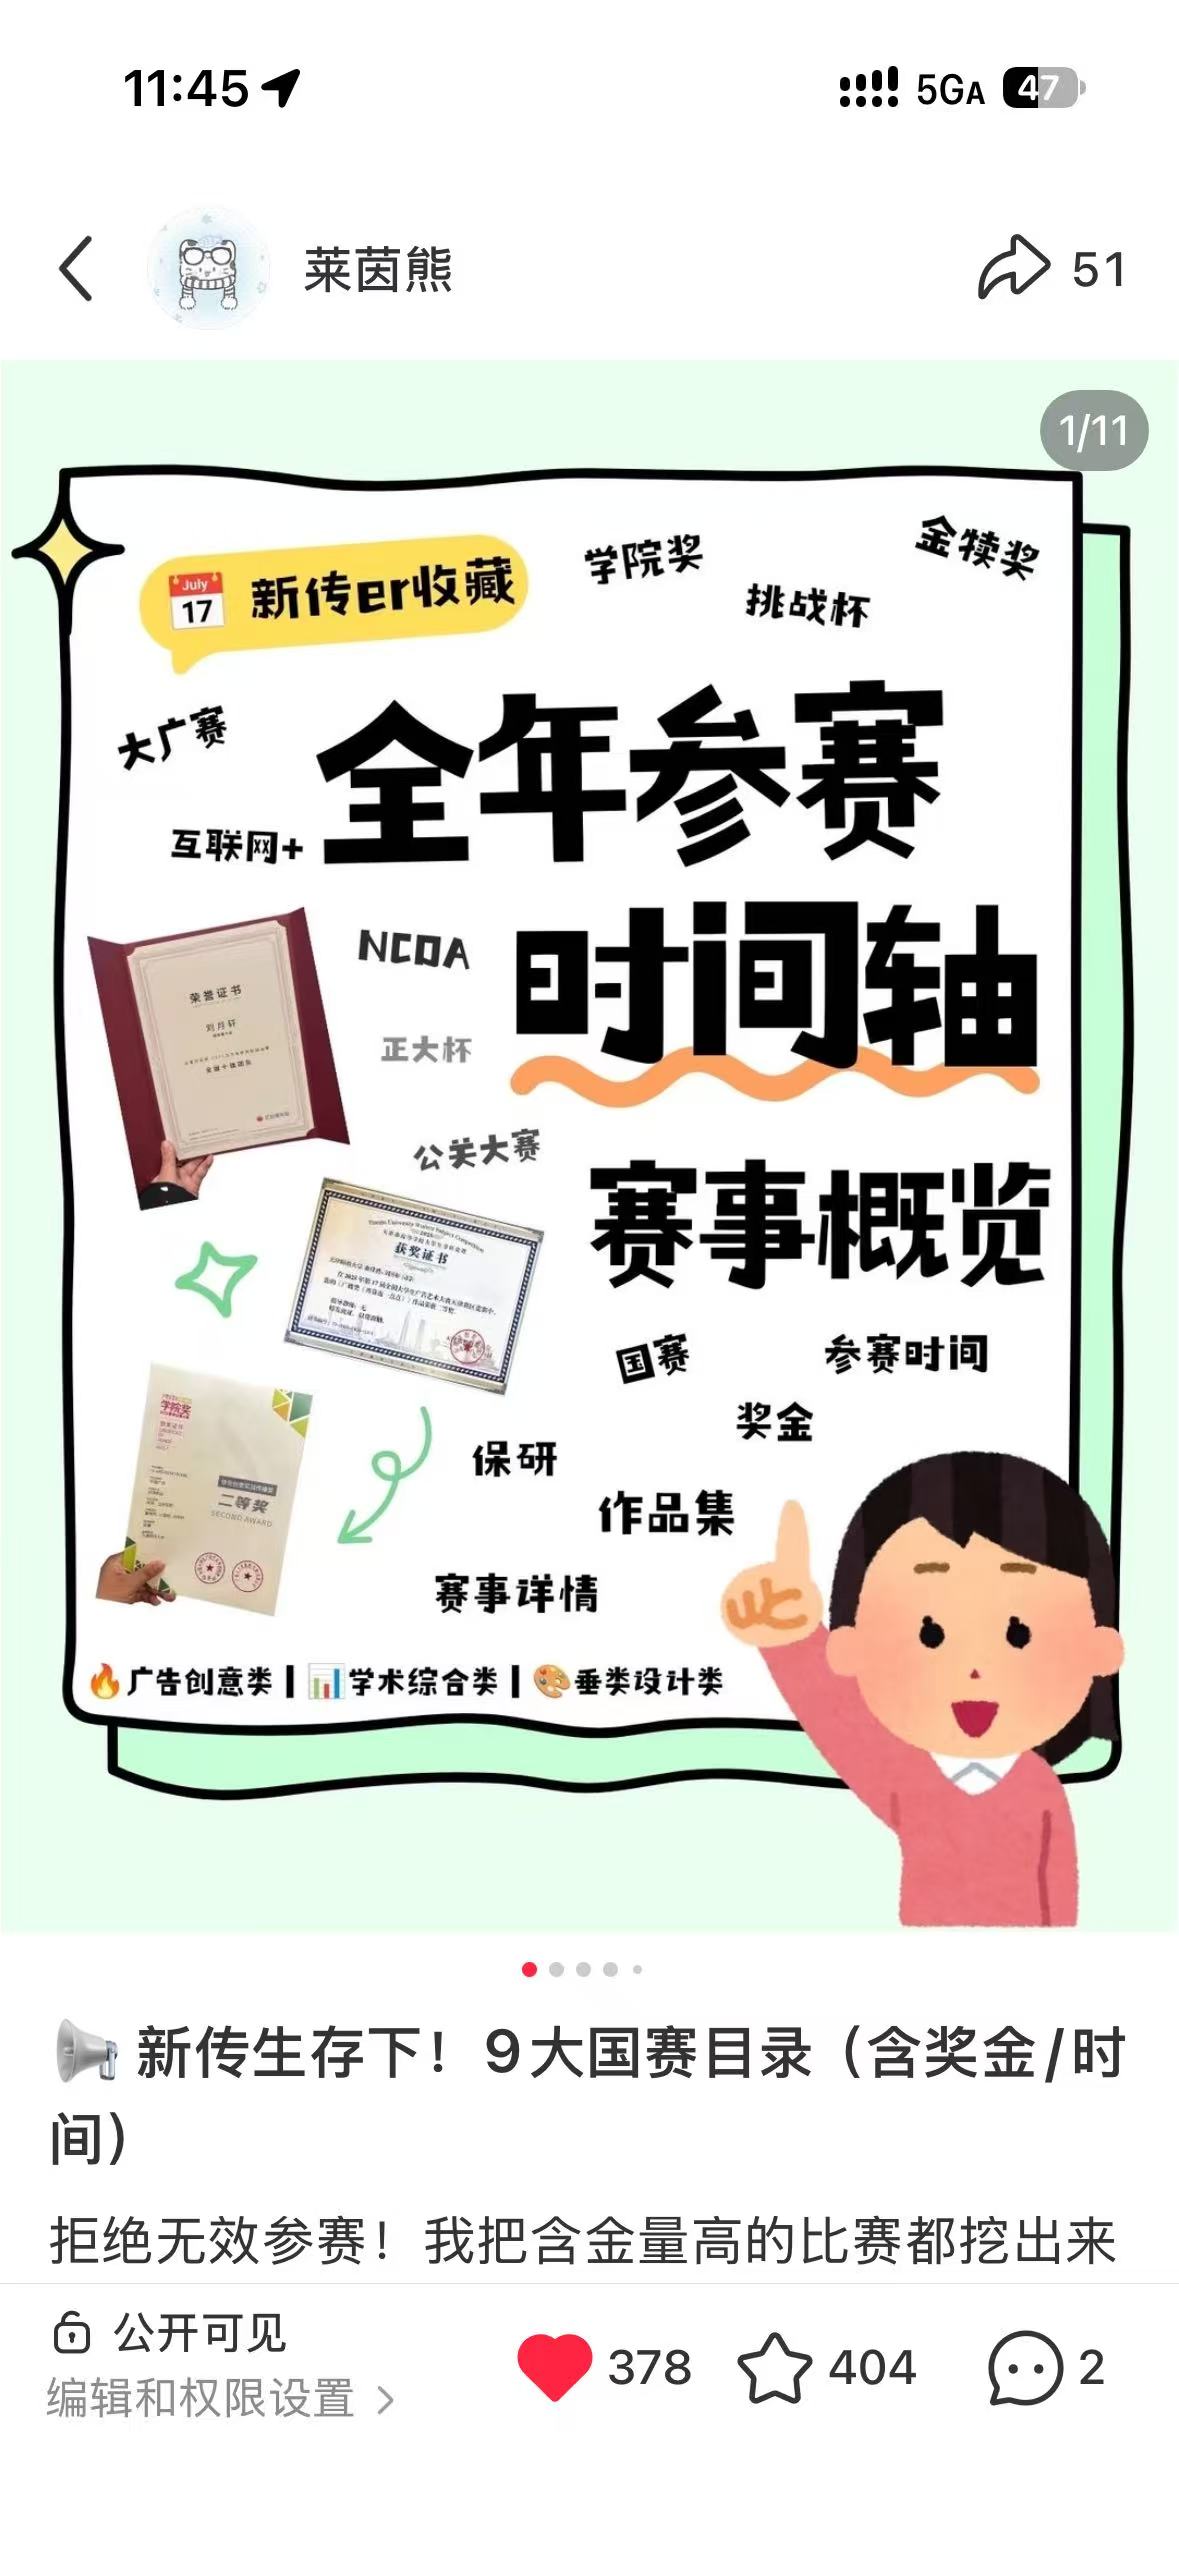 11:45
5GA 47
莱茵熊
51
1/11
July
17
新传er收藏
学院奖
金犊奖
挑战杯
大广赛
全年参赛
互联网+
NCDA
时间轴
正大杯
公关大赛
赛事概览
荣誉证书
刘月轩
获奖证书
国赛
参赛时间
奖金
保研
作品集
学院奖
二等奖
SECOND AWARD
赛事详情
🔥广告创意类 | 📊学术综合类 | 🎨垂类设计类
📢 新传生存下！9大国赛目录（含奖金/时
间）
拒绝无效参赛！我把含金量高的比赛都挖出来
公开可见
编辑和权限设置 >
378
404
2